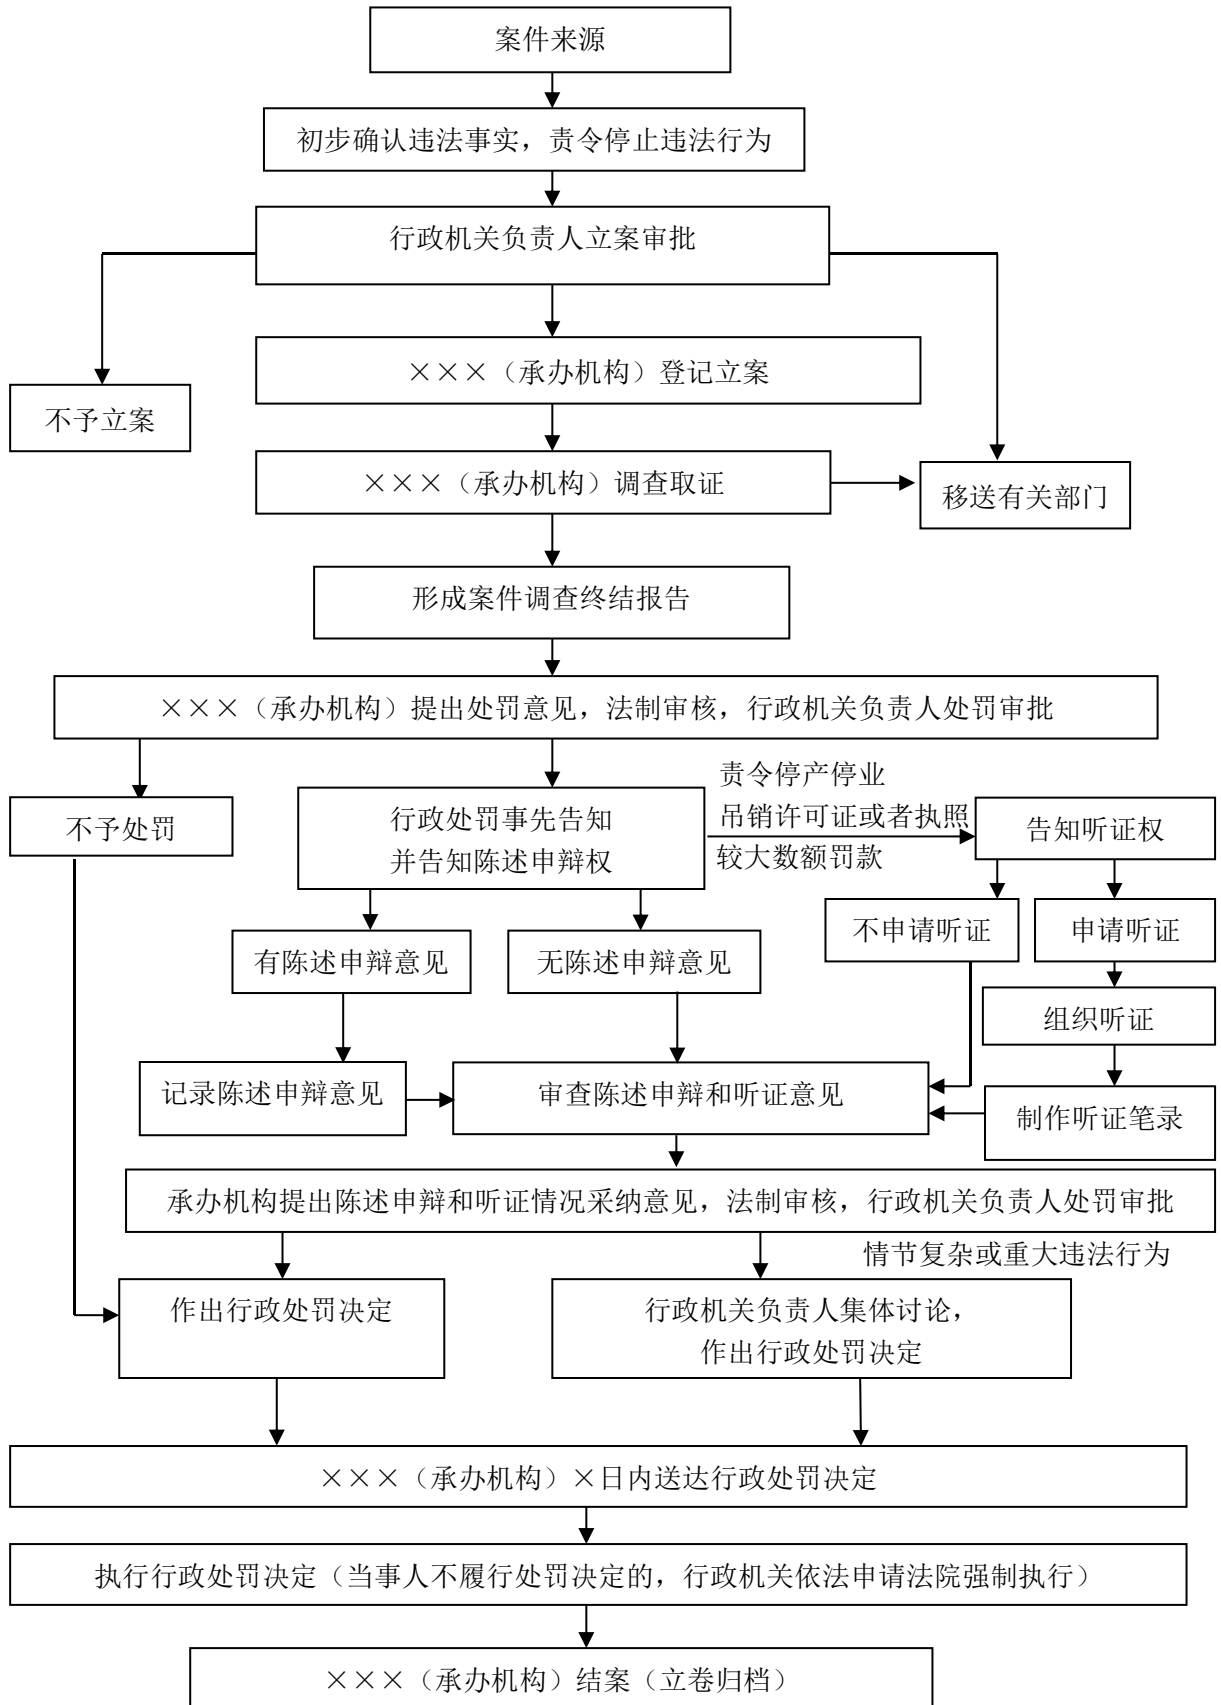 案件来源
初步确认违法事实，责令停止违法行为
行政机关负责人立案审批
×××（承办机构）登记立案
不予立案
×××（承办机构）调查取证
移送有关部门
形成案件调查终结报告
×××（承办机构）提出处罚意见，法制审核，行政机关负责人处罚审批
不予处罚
行政处罚事先告知
并告知陈述申辩权
责令停产停业
吊销许可证或者执照
较大数额罚款
告知听证权
不申请听证
申请听证
有陈述申辩意见
无陈述申辩意见
组织听证
记录陈述申辩意见
审查陈述申辩和听证意见
制作听证笔录
承办机构提出陈述申辩和听证情况采纳意见，法制审核，行政机关负责人处罚审批
情节复杂或重大违法行为
作出行政处罚决定
行政机关负责人集体讨论，
作出行政处罚决定
×××（承办机构）×日内送达行政处罚决定
执行行政处罚决定（当事人不履行处罚决定的，行政机关依法申请法院强制执行）
×××（承办机构）结案（立卷归档）